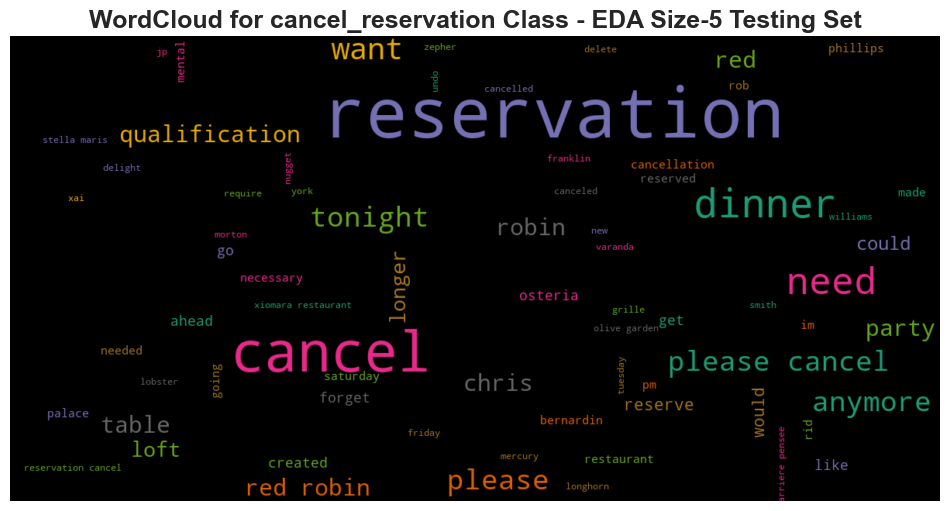 WordCloud for cancel_reservation Class - EDA Size-5 Testing Set
jp
mental
want
zepher
delete
phillips
undo
red
rob
cancelled
reservation
qualification
stella maris
delight
nugget
franklin
cancellation
reserved
xai
require
york
canceled
dinner
made
tonight
robin
williams
morton
new
varanda
could
go
necessary
longer
osteria
need
xiomara restaurant
grille
smith
ahead
olive garden
get
im
party
cancel
needed
please cancel
lobster
going
saturday
chris
tuesday
pm
forget
reserve
would
anymore
palace
table
bernardin
rid
friday
loft
arriere pensee
reservation cancel
created
mercury
restaurant
like
red robin
please
longhorn